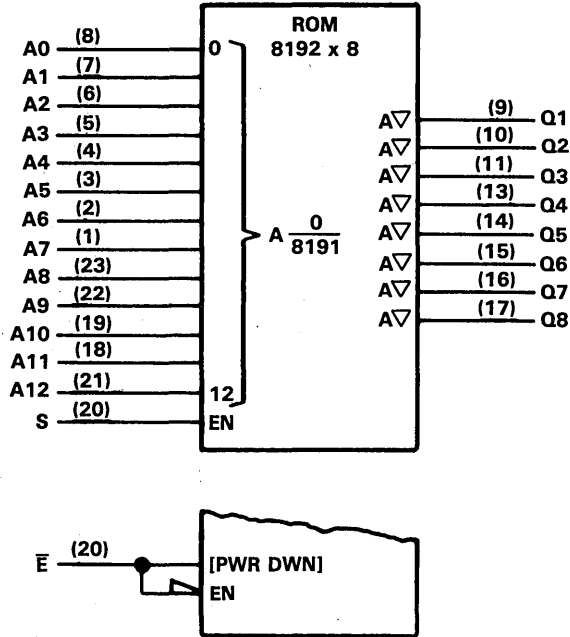 ROM
8192 x 8
A0 (8) 0
A1 (7)
A2 (6)
A3 (5)
A4 (4)
A5 (3)
A6 (2)
A7 (1)
A8 (23)
A9 (22)
A10 (19)
A11 (18)
A12 (21) 12
S (20) EN
A 0
8191
A▽ (9) Q1
A▽ (10) Q2
A▽ (11) Q3
A▽ (13) Q4
A▽ (14) Q5
A▽ (15) Q6
A▽ (16) Q7
A▽ (17) Q8
E̅ (20) [PWR DWN]
EN